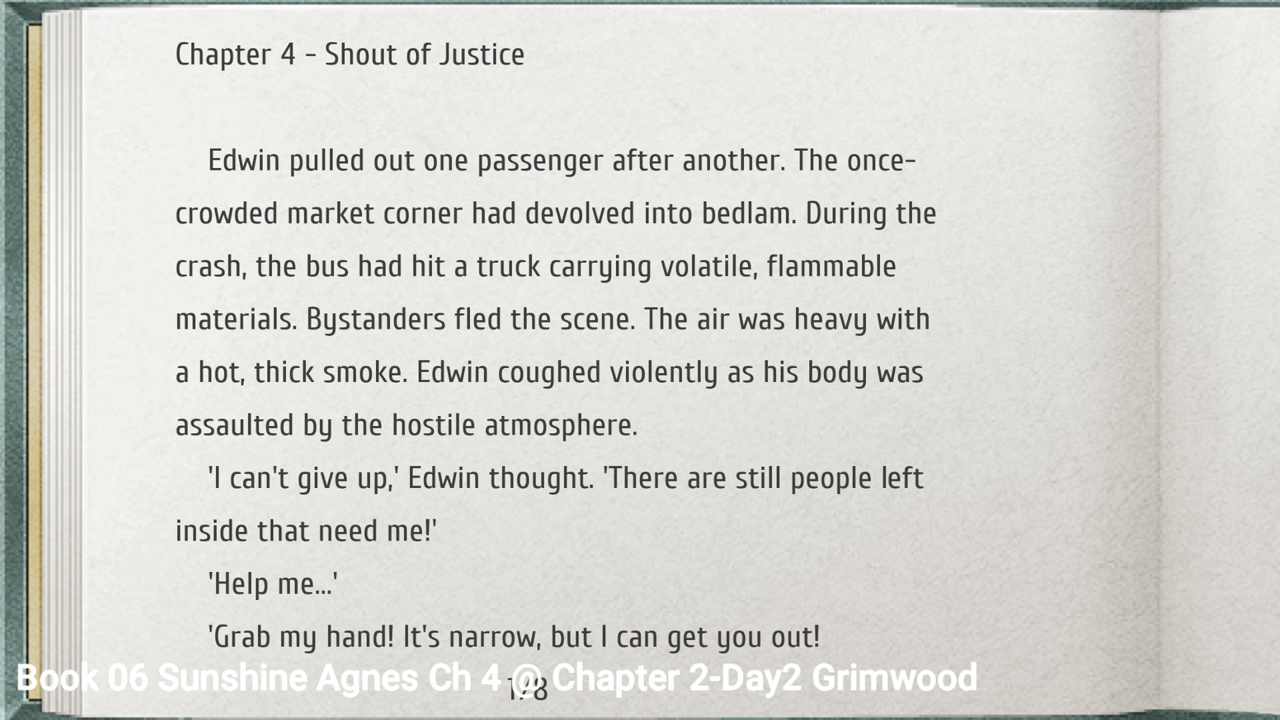 Chapter 4 - Shout of Justice
Edwin pulled out one passenger after another. The once-
crowded market corner had devolved into bedlam. During the
crash, the bus had hit a truck carrying volatile, flammable
materials. Bystanders fled the scene. The air was heavy with
a hot, thick smoke. Edwin coughed violently as his body was
assaulted by the hostile atmosphere.
'I can't give up,' Edwin thought. 'There are still people left
inside that need me!'
'Help me...'
'Grab my hand! It's narrow, but I can get you out!
Book 06 Sunshine Agnes Ch 4 @ Chapter 2-Day2 Grimwood
1/8